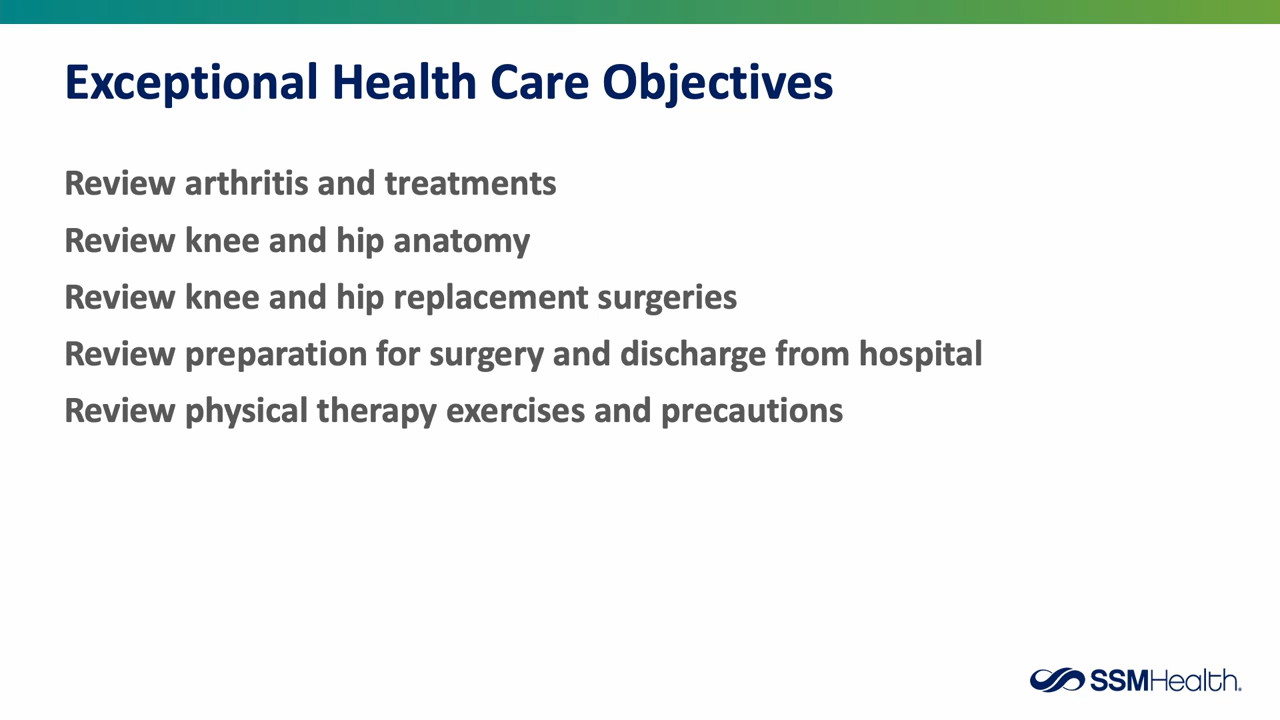 Exceptional Health Care Objectives
Review arthritis and treatments
Review knee and hip anatomy
Review knee and hip replacement surgeries
Review preparation for surgery and discharge from hospital
Review physical therapy exercises and precautions
SSMHealth.